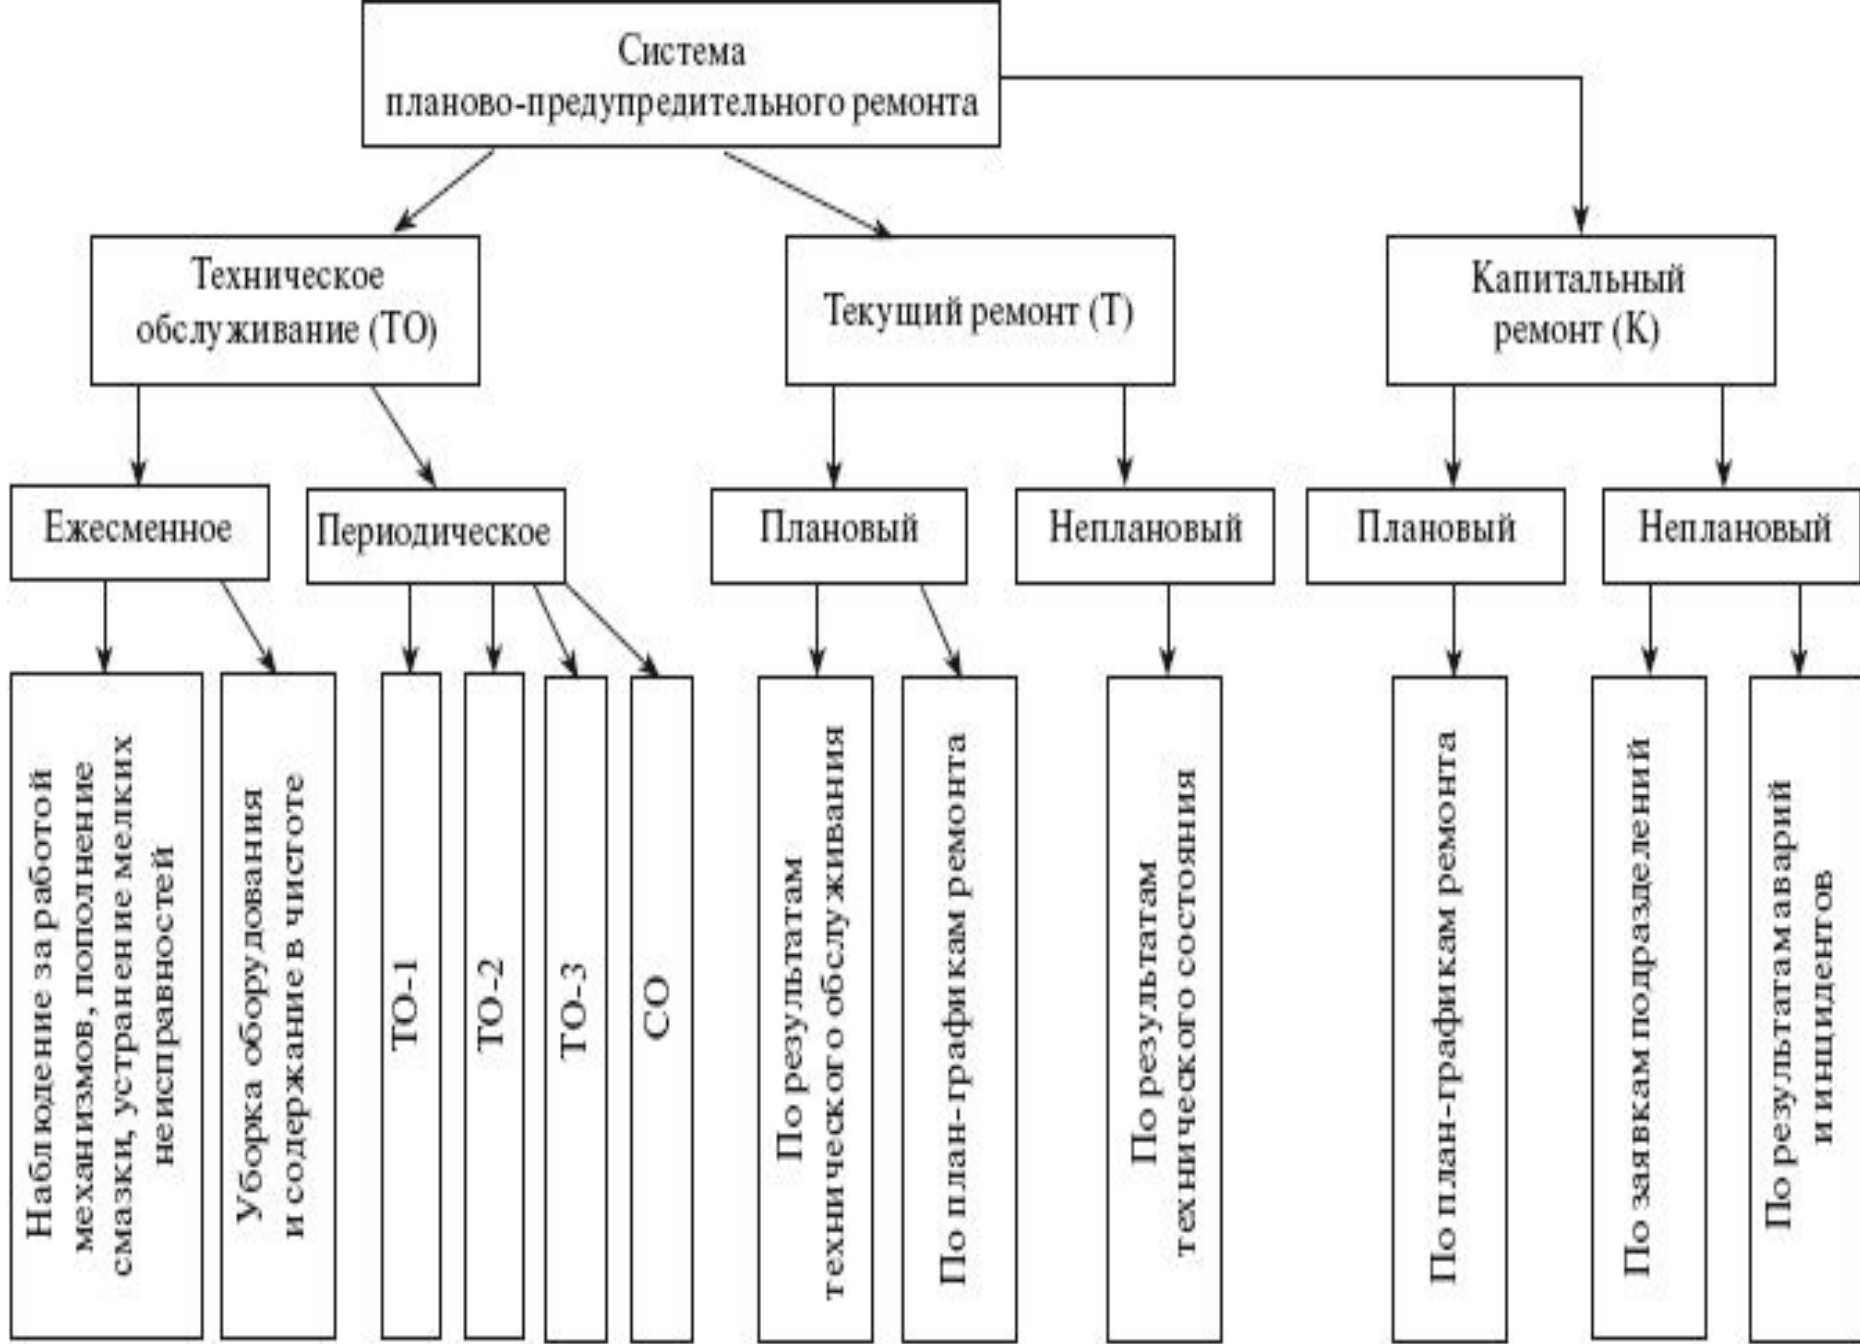 Система
планово-предупредительного ремонта
Техническое
обслуживание (ТО)
Текущий ремонт (Т)
Капитальный
ремонт (К)
Ежесменное
Периодическое
Плановый
Неплановый
Плановый
Неплановый
Наблюдение за работой
механизмов, пополнение
смазки, устранение мелких
неисправностей
Уборка оборудования
и содержание в чистоте
ТО-1
ТО-2
ТО-3
СО
По результатам
технического обслуживания
По план-графикам ремонта
По результатам
технического состояния
По план-графикам ремонта
По заявкам подразделений
По результатам аварий
и инцидентов